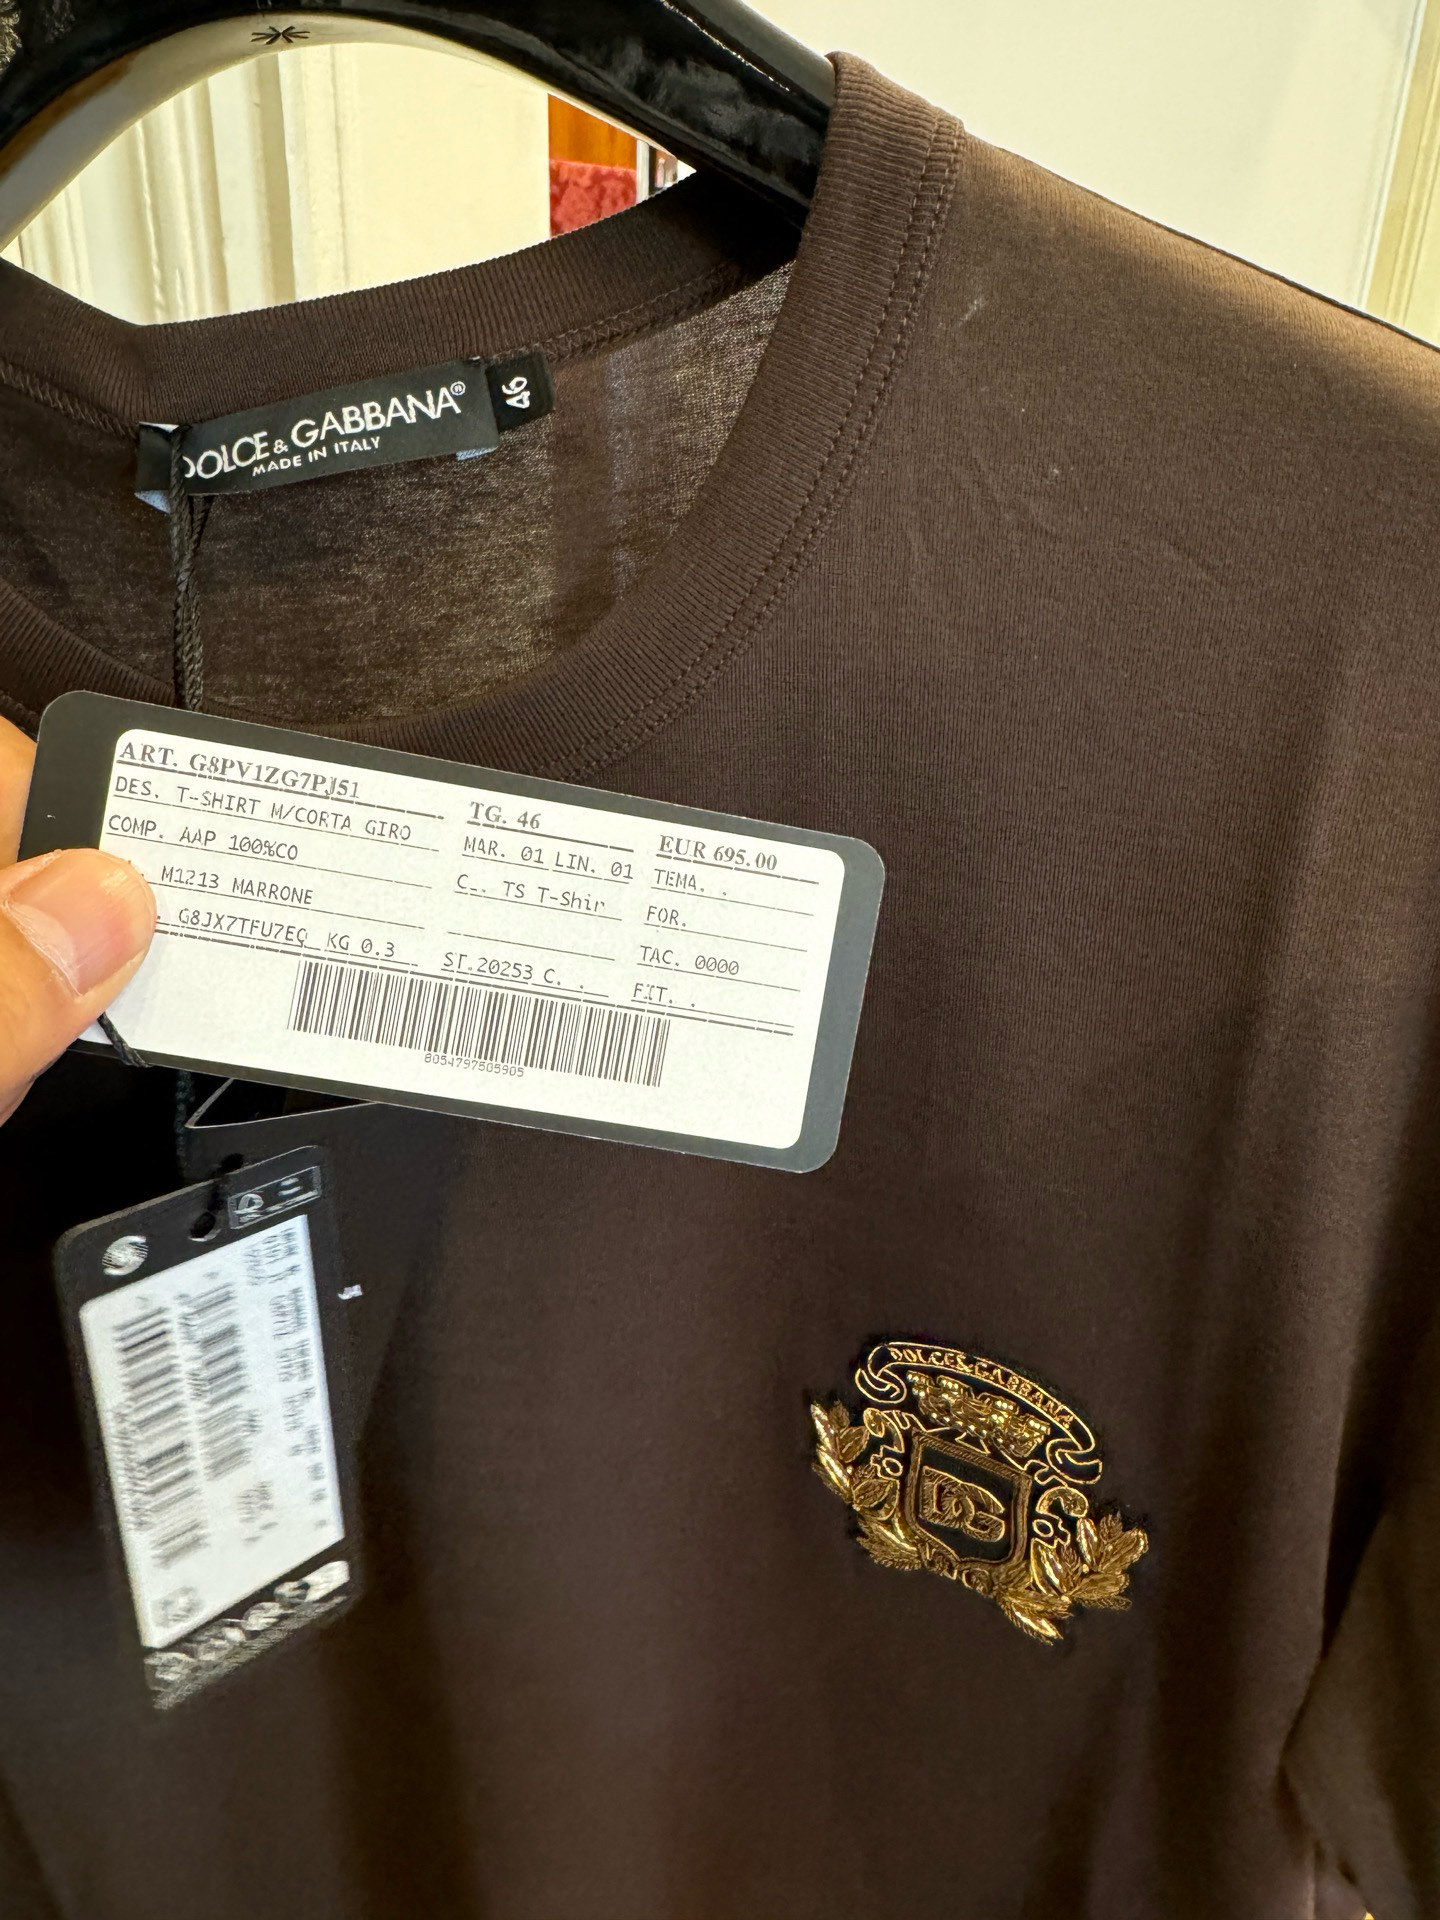 DOLCE & GABBANA®
MADE IN ITALY
46
ART. G8PV1ZG7PJ51
DES. T-SHIRT M/CORTA GIRO
COMP. AAP 100%CO
M1213 MARRONE
G8JX7TFU7EQ KG 0.3
TG. 46
MAR. 01 LIN. 01
C.. TS T-Shir
ST.20253 C. .
EUR 695.00
TEMA. .
FOR.
TAC. 0000
FIT. .
8054797505905
DOLCE&GABBANA
DG